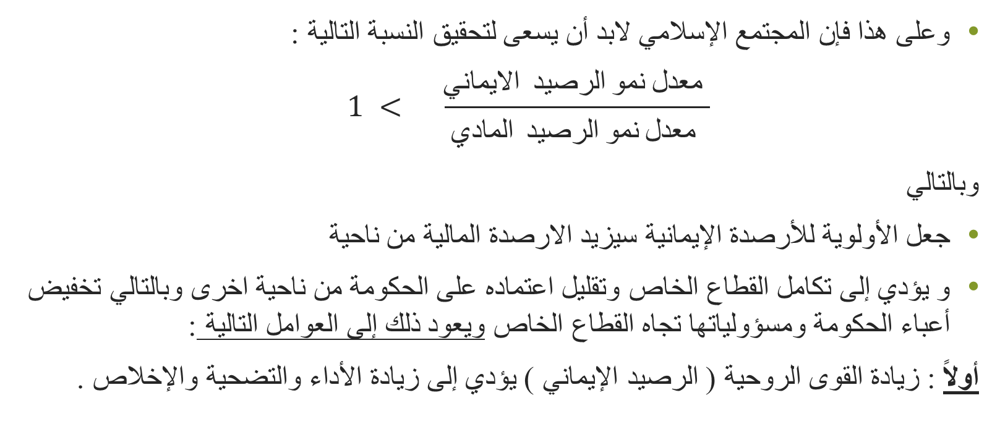 • وعلى هذا فإن المجتمع الإسلامي لابد أن يسعى لتحقيق النسبة التالية :
معدل نمو الرصيد الايماني
1 <
معدل نمو الرصيد المادي
وبالتالي
• جعل الأولوية للأرصدة الإيمانية سيزيد الارصدة المالية من ناحية
• و يؤدي إلى تكامل القطاع الخاص وتقليل اعتماده على الحكومة من ناحية اخرى وبالتالي تخفيض
أعباء الحكومة ومسؤولياتها تجاه القطاع الخاص ويعود ذلك إلى العوامل التالية :
أولاً : زيادة القوى الروحية ( الرصيد الإيماني ) يؤدي إلى زيادة الأداء والتضحية والإخلاص .